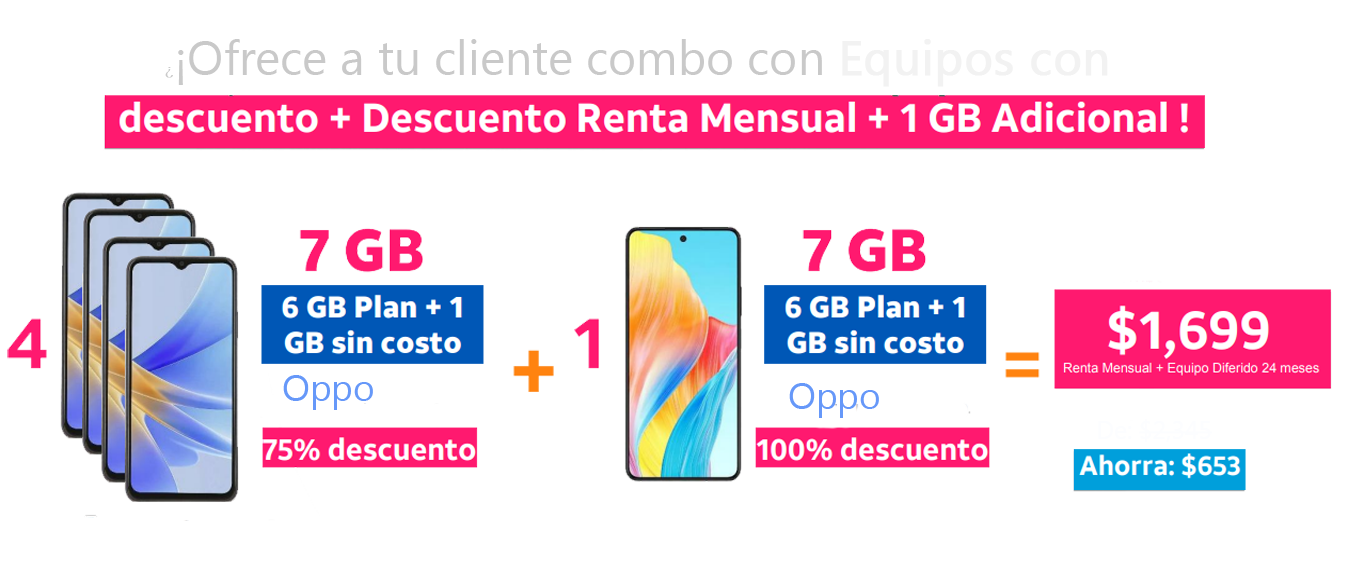 ¿¡Ofrece a tu cliente combo con Equipos con
descuento + Descuento Renta Mensual + 1 GB Adicional !
4
7 GB
6 GB Plan + 1
GB sin costo
Oppo
75% descuento
+
1
7 GB
6 GB Plan + 1
GB sin costo
Oppo
100% descuento
=
$1,699
Renta Mensual + Equipo Diferido 24 meses
Ahorra: $653